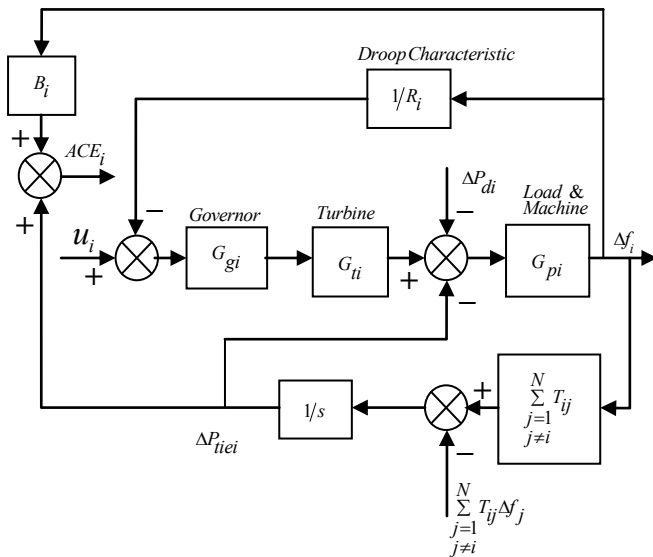 Droop Characteristic
B_i
1/R_i
+
ACE_i
+
−
ΔP_di
Load &
Machine
Governor
Turbine
−
Δf_i
u_i
+
G_gi
G_ti
+
G_pi
−
1/s
+
N
∑ T_ij
j=1
j≠i
ΔP_tiei
−
N
∑ T_ij Δf_j
j=1
j≠i